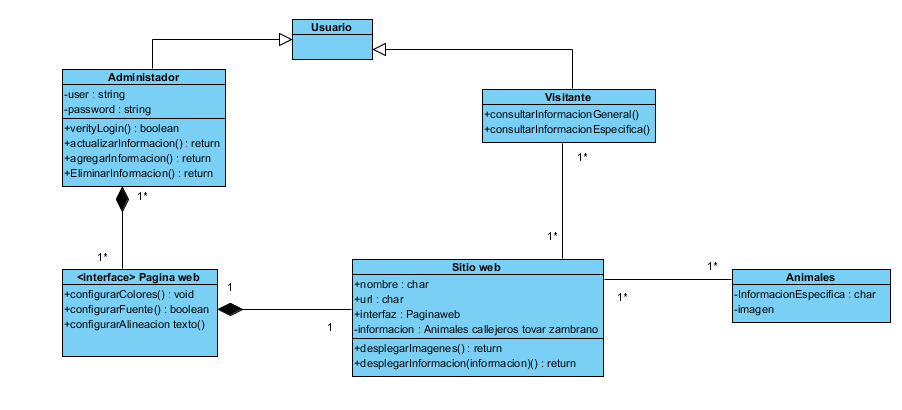 Usuario
Administador
-user : string
-password : string
+verityLogin() : boolean
+actualizarInformacion() : return
+agregarInformacion() : return
+EliminarInformacion() : return
Visitante
+consultarInformacionGeneral()
+consultarInformacionEspecifica()
1*
1*
1*
1*
<interface> Pagina web
+configurarColores() : void
+configurarFuente() : boolean
+configurarAlineacion texto()
1
1
Sitio web
+nombre : char
+url : char
+interfaz : Paginaweb
-informacion : Animales callejeros tovar zambrano
+desplegarImagenes() : return
+desplegarInformacion(informacion)() : return
1*
1*
Animales
-InformacionEspecifica : char
-imagen